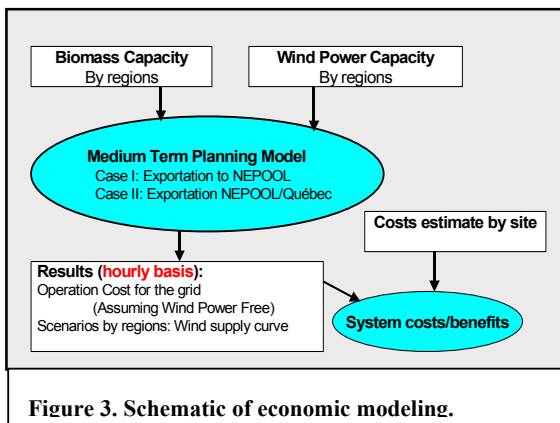 Biomass Capacity
By regions
Wind Power Capacity
By regions
Medium Term Planning Model
Case I: Exportation to NEPOOL
Case II: Exportation NEPOOL/Québec
Costs estimate by site
Results (hourly basis):
Operation Cost for the grid
(Assuming Wind Power Free)
Scenarios by regions: Wind supply curve
System costs/benefits
Figure 3. Schematic of economic modeling.